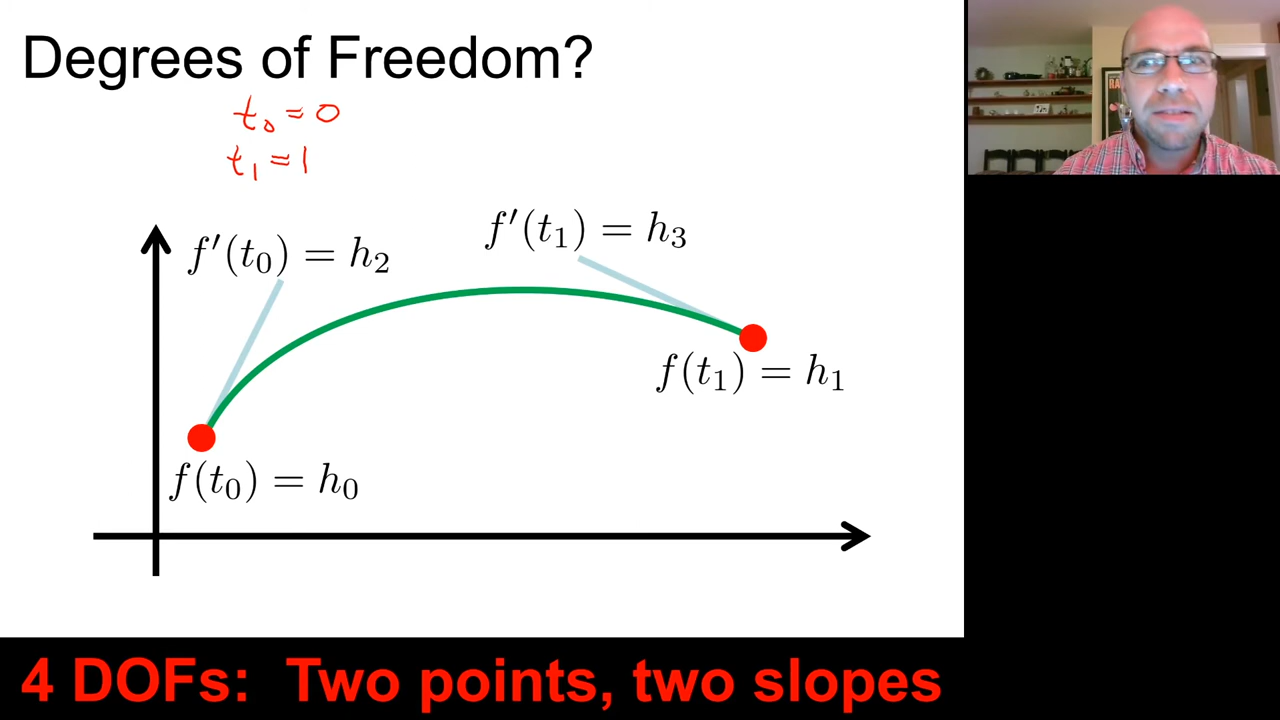 Degrees of Freedom?
t₀ = 0
t₁ = 1
f′(t₀) = h₂
f′(t₁) = h₃
f(t₁) = h₁
f(t₀) = h₀
4 DOFs: Two points, two slopes